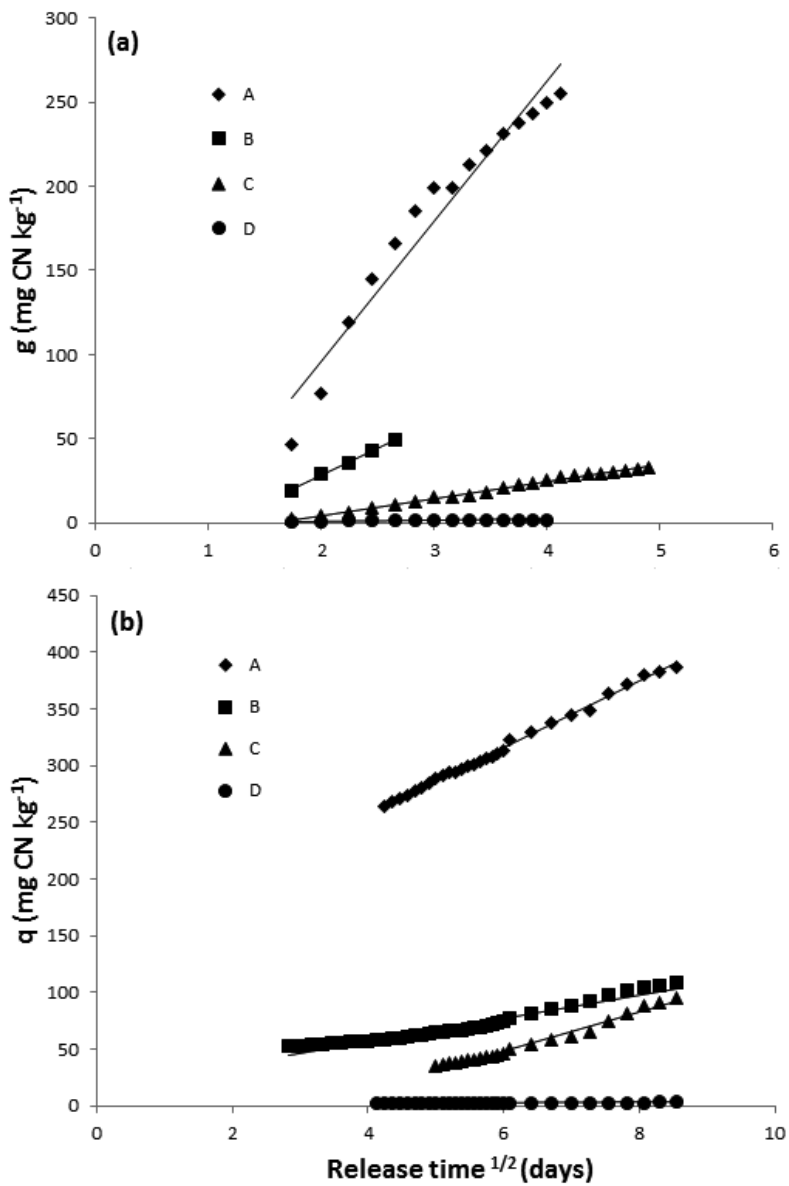 (a)
g (mg CN kg-1)
300
250
200
150
100
50
0
A
B
C
D
0 1 2 3 4 5 6
(b)
q (mg CN kg-1)
450
400
350
300
250
200
150
100
50
0
A
B
C
D
0 2 4 6 8 10
Release time 1/2 (days)